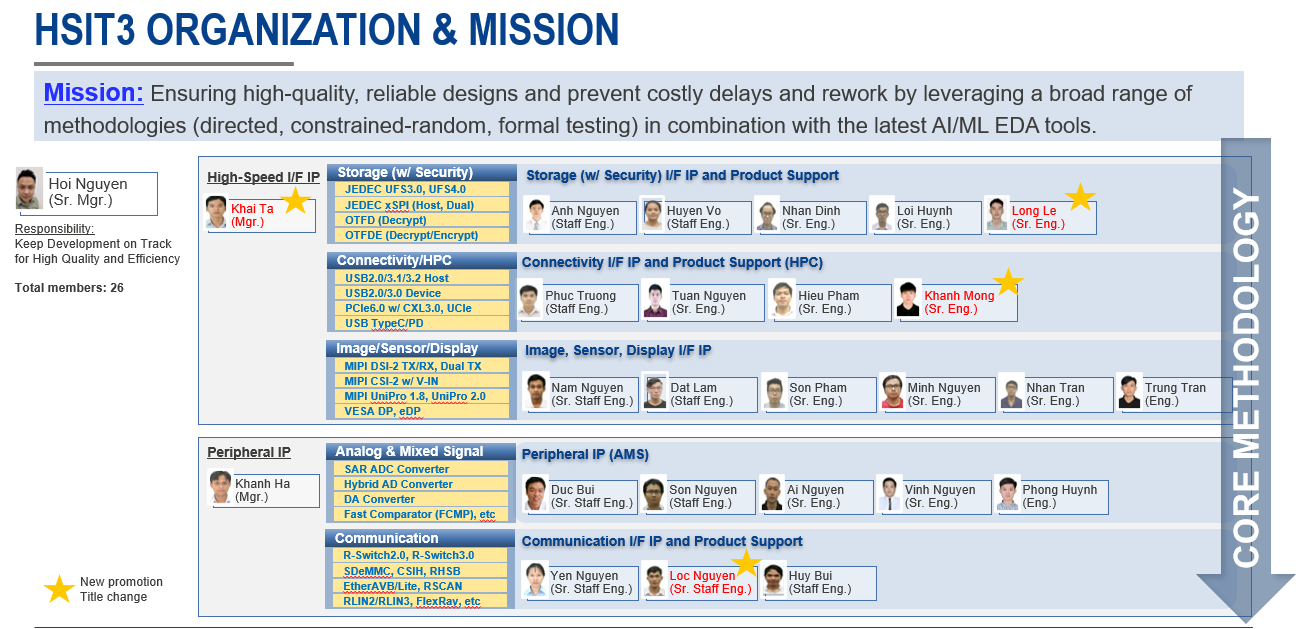 HSIT3 ORGANIZATION & MISSION
Mission: Ensuring high-quality, reliable designs and prevent costly delays and rework by leveraging a broad range of
methodologies (directed, constrained-random, formal testing) in combination with the latest AI/ML EDA tools.
Hoi Nguyen
(Sr. Mgr.)
Responsibility:
Keep Development on Track
for High Quality and Efficiency
Total members: 26
High-Speed I/F IP
Khai Ta
(Mgr.)
Storage (w/ Security)
JEDEC UFS3.0, UFS4.0
JEDEC xSPI (Host, Dual)
OTFD (Decrypt)
OTFDE (Decrypt/Encrypt)
Storage (w/ Security) I/F IP and Product Support
Anh Nguyen
(Staff Eng.)
Huyen Vo
(Staff Eng.)
Nhan Dinh
(Sr. Eng.)
Loi Huynh
(Sr. Eng.)
Long Le
(Sr. Eng.)
Connectivity/HPC
USB2.0/3.1/3.2 Host
USB2.0/3.0 Device
PCIe6.0 w/ CXL3.0, UCIe
USB TypeC/PD
Connectivity I/F IP and Product Support (HPC)
Phuc Truong
(Staff Eng.)
Tuan Nguyen
(Sr. Eng.)
Hieu Pham
(Sr. Eng.)
Khanh Mong
(Sr. Eng.)
Image/Sensor/Display
MIPI DSI-2 TX/RX, Dual TX
MIPI CSI-2 w/ V-IN
MIPI UniPro 1.8, UniPro 2.0
VESA DP, eDP
Image, Sensor, Display I/F IP
Nam Nguyen
(Sr. Staff Eng.)
Dat Lam
(Staff Eng.)
Son Pham
(Sr. Eng.)
Minh Nguyen
(Sr. Eng.)
Nhan Tran
(Sr. Eng.)
Trung Tran
(Eng.)
Peripheral IP
Khanh Ha
(Mgr.)
Analog & Mixed Signal
SAR ADC Converter
Hybrid AD Converter
DA Converter
Fast Comparator (FCMP), etc
Peripheral IP (AMS)
Duc Bui
(Sr. Staff Eng.)
Son Nguyen
(Staff Eng.)
Ai Nguyen
(Sr. Eng.)
Vinh Nguyen
(Sr. Eng.)
Phong Huynh
(Eng.)
Communication
R-Switch2.0, R-Switch3.0
SDeMMC, CSIH, RHSB
EtherAVB/Lite, RSCAN
RLIN2/RLIN3, FlexRay, etc
Communication I/F IP and Product Support
Yen Nguyen
(Sr. Staff Eng.)
Loc Nguyen
(Sr. Staff Eng.)
Huy Bui
(Staff Eng.)
CORE METHODOLOGY
New promotion
Title change